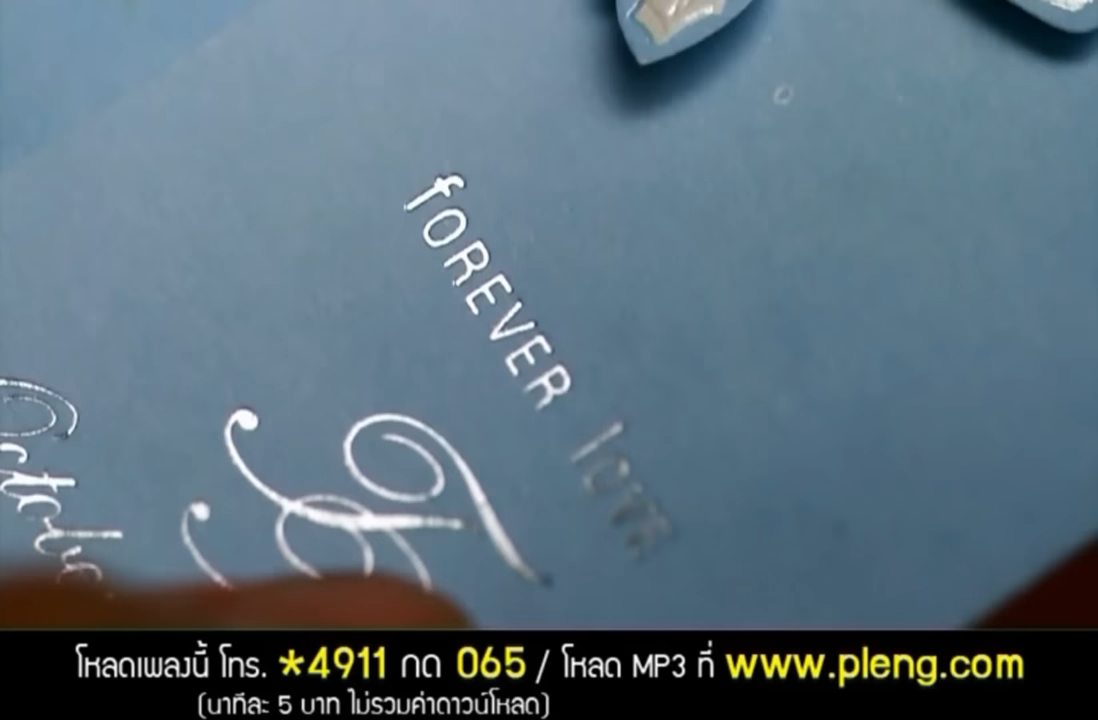 fOREVER love
โหลดเพลงนี้ โทร. *4911 กด 065 / โหลด MP3 ที่ www.pleng.com
(นาทีละ 5 บาท ไม่รวมค่าดาวน์โหลด)